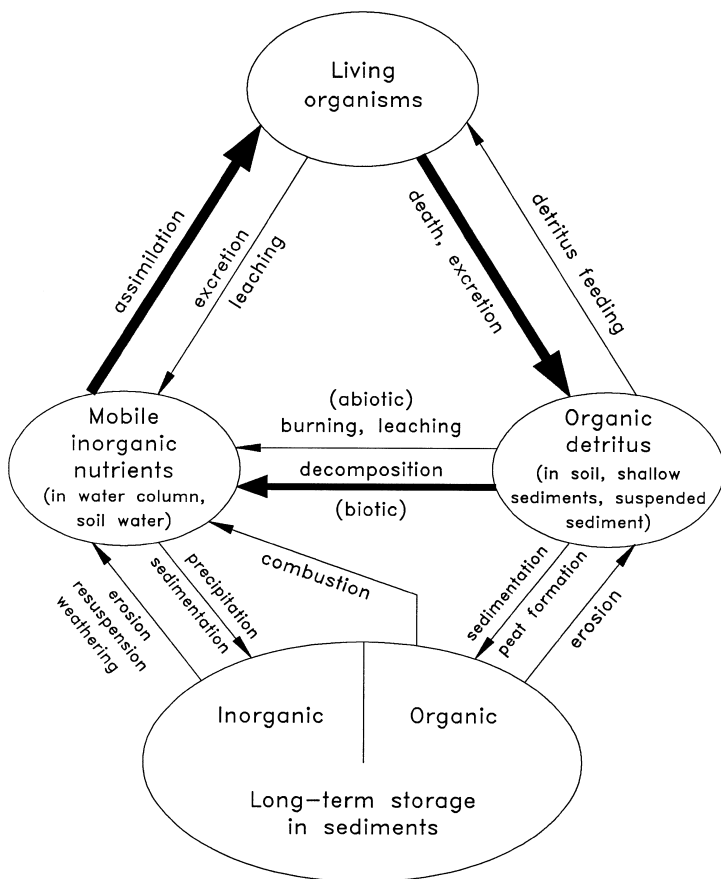 Living
organisms
assimilation
excretion
leaching
death, excretion
detritus feeding
Mobile
inorganic
nutrients
(in water column,
soil water)
(abiotic)
burning, leaching
decomposition
(biotic)
Organic
detritus
(in soil, shallow
sediments, suspended
sediment)
erosion
resuspension
weathering
precipitation
sedimentation
combustion
sedimentation
peat formation
erosion
Inorganic
Organic
Long-term storage
in sediments